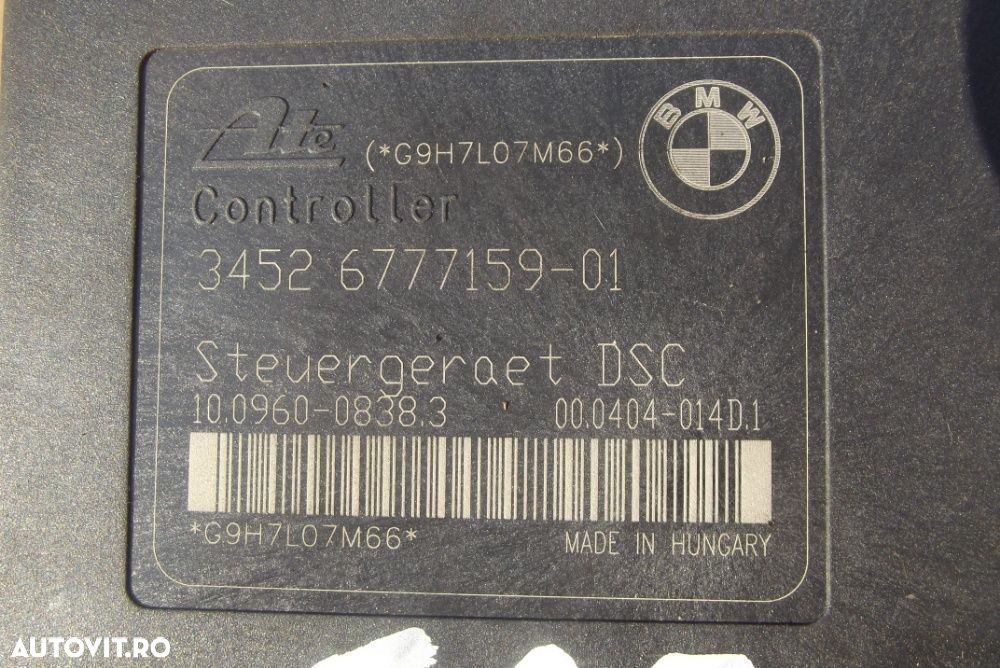 Ate (*G9H7L07M66*)
BMW
Controller
3452 6777159-01
Steuergeraet DSC
10.0960-0838.3 00.0404-014D.1
*G9H7L07M66* MADE IN HUNGARY
AUTOVIT.RO